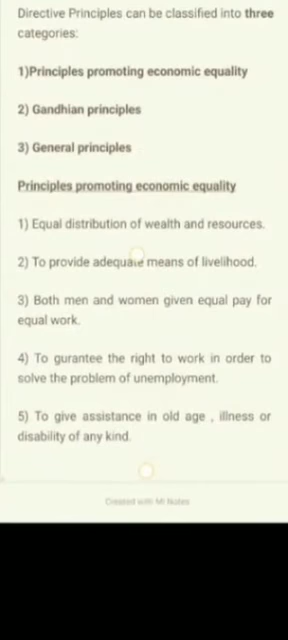 Directive Principles can be classified into three
categories:
1)Principles promoting economic equality
2) Gandhian principles
3) General principles
Principles promoting economic equality
1) Equal distribution of wealth and resources.
2) To provide adequate means of livelihood.
3) Both men and women given equal pay for
equal work.
4) To gurantee the right to work in order to
solve the problem of unemployment.
5) To give assistance in old age , illness or
disability of any kind.
Created with Mi Notes